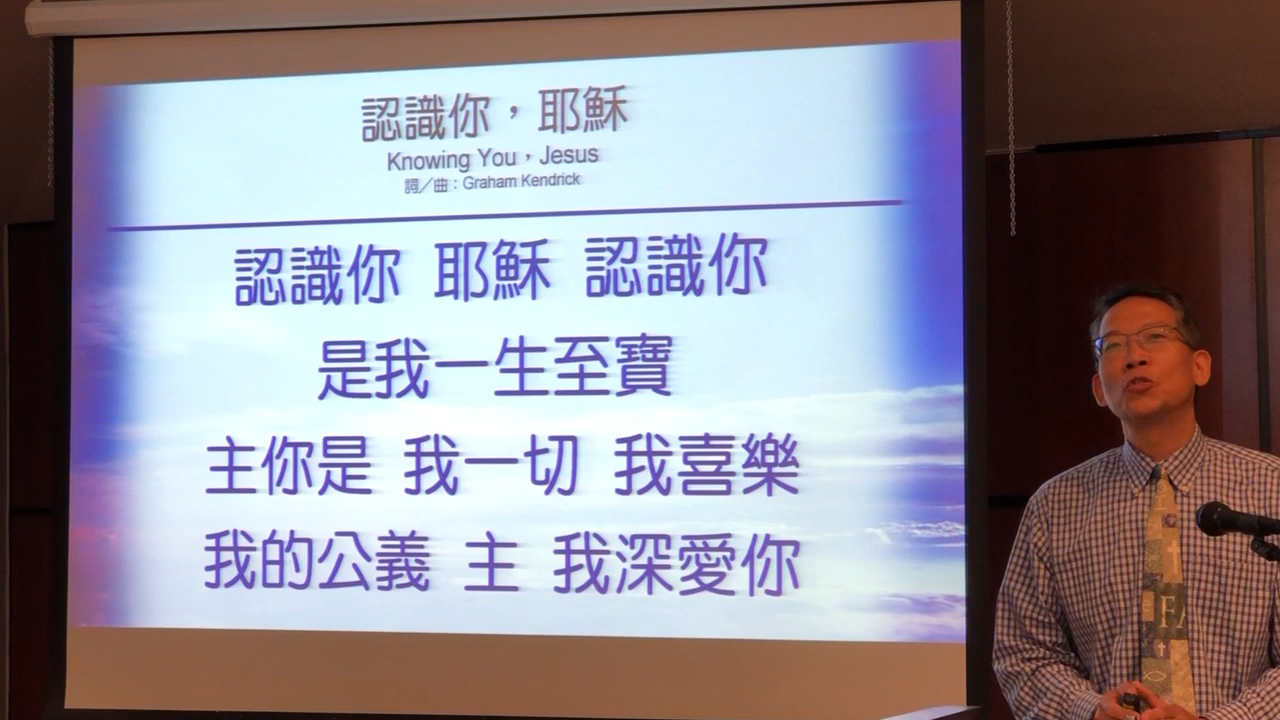 認識你，耶穌
Knowing You，Jesus
詞／曲：Graham Kendrick
認識你 耶穌 認識你
是我一生至寶
主你是 我一切 我喜樂
我的公義 主 我深愛你
FA